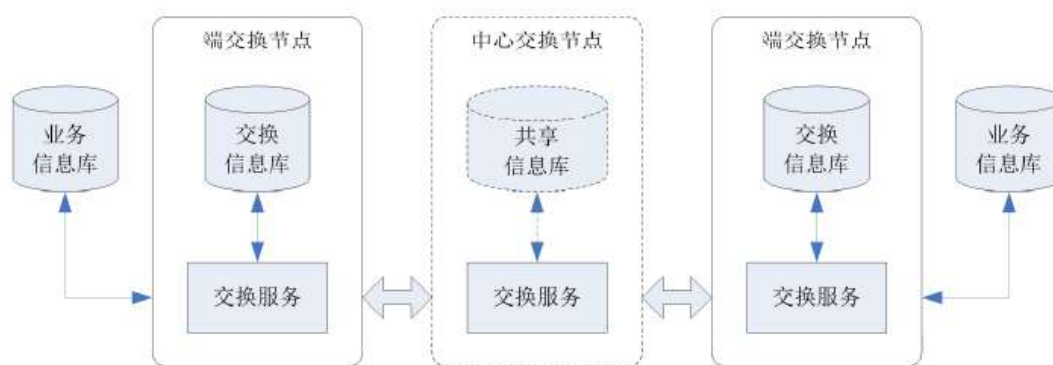 端交换节点
中心交换节点
端交换节点
业务
信息库
交换
信息库
共享
信息库
交换
信息库
业务
信息库
交换服务
交换服务
交换服务